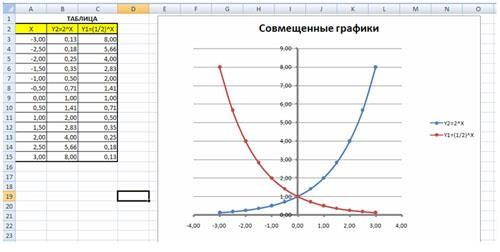 A B C D E F G H I J K L M N O
1 ТАБЛИЦА
2 X Y2=2^X Y1=(1/2)^X
3 -3,00 0,13 8,00
4 -2,50 0,18 5,66
5 -2,00 0,25 4,00
6 -1,50 0,35 2,83
7 -1,00 0,50 2,00
8 -0,50 0,71 1,41
9 0,00 1,00 1,00
10 0,50 1,41 0,71
11 1,00 2,00 0,50
12 1,50 2,83 0,35
13 2,00 4,00 0,25
14 2,50 5,66 0,18
15 3,00 8,00 0,13
16
17
18
19
20
21
22
23
Совмещенные графики
9,00
8,00
7,00
6,00
5,00
4,00
3,00
2,00
1,00
0,00
-4,00 -3,00 -2,00 -1,00 0,00 1,00 2,00 3,00 4,00
Y2=2^X
Y1=(1/2)^X